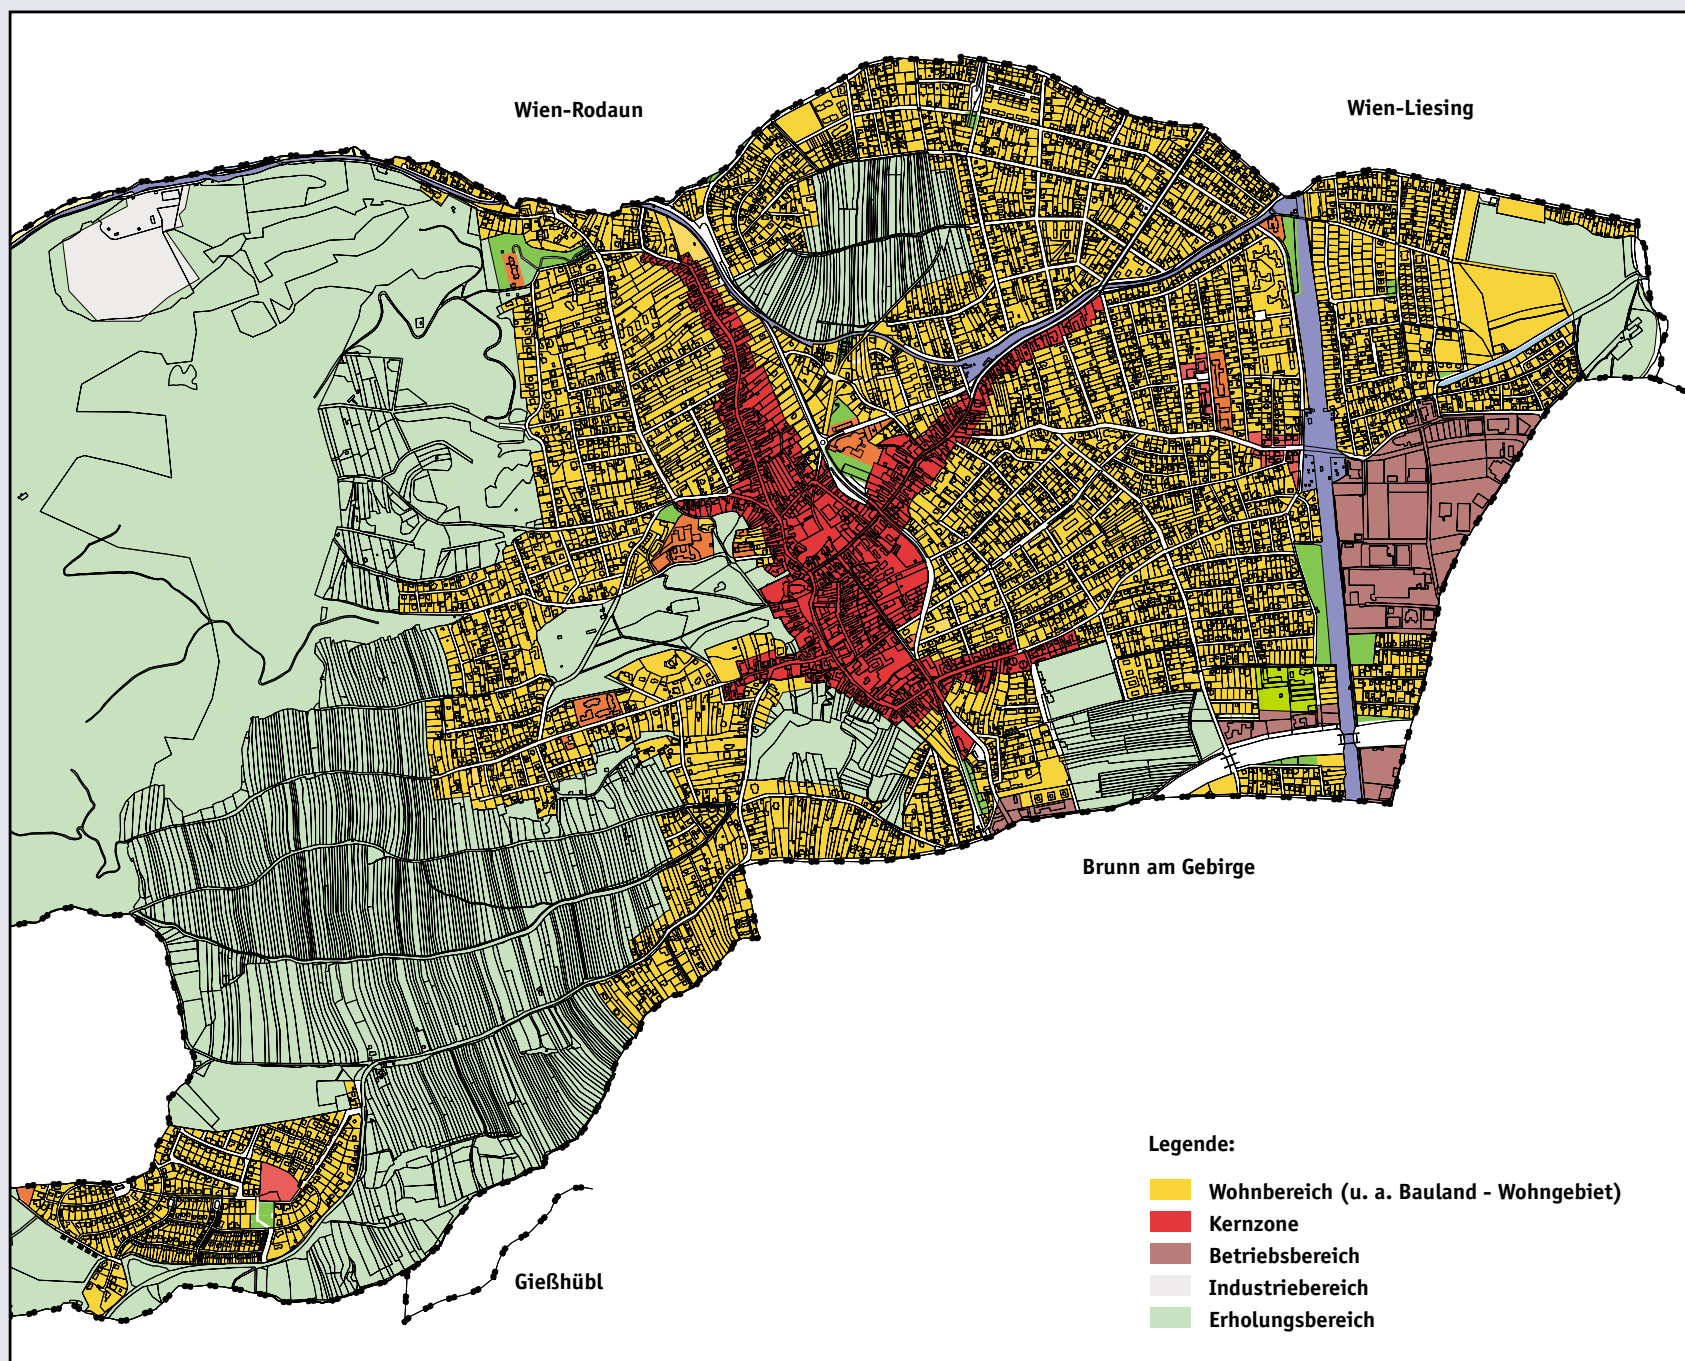 Wien-Rodaun
Wien-Liesing
Brunn am Gebirge
Gießhübl
Legende:
Wohnbereich (u. a. Bauland - Wohngebiet)
Kernzone
Betriebsbereich
Industriebereich
Erholungsbereich